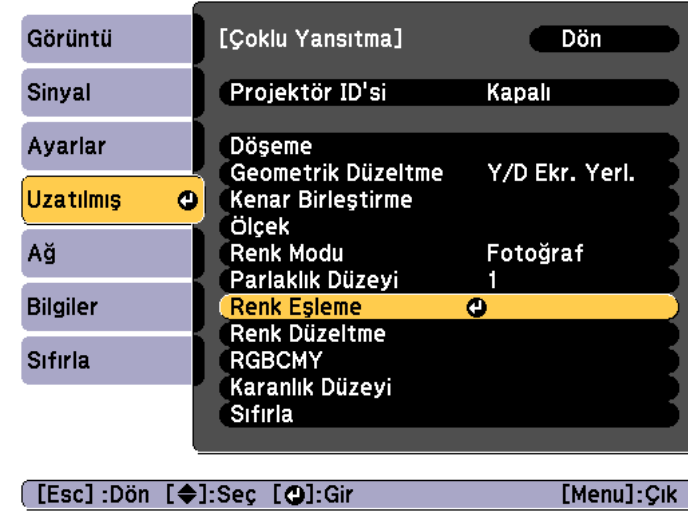 Görüntü
Sinyal
Ayarlar
Uzatılmış
Ağ
Bilgiler
Sıfırla
[Çoklu Yansıtma] Dön
Projektör ID'si Kapalı
Döşeme
Geometrik Düzeltme Y/D Ekr. Yerl.
Kenar Birleştirme
Ölçek
Renk Modu Fotoğraf
Parlaklık Düzeyi 1
Renk Eşleme
Renk Düzeltme
RGBCMY
Karanlık Düzeyi
Sıfırla
[Esc] :Dön [◆]:Seç [⏎]:Gir [Menu]:Çık